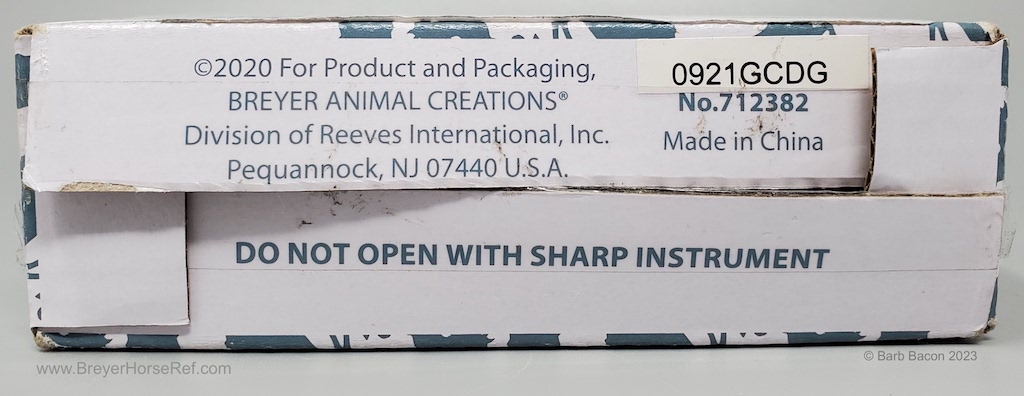 ©2020 For Product and Packaging,
BREYER ANIMAL CREATIONS®
Division of Reeves International, Inc.
Pequannock, NJ 07440 U.S.A.
0921GCDG
No.712382
Made in China
DO NOT OPEN WITH SHARP INSTRUMENT
www.BreyerHorseRef.com
© Barb Bacon 2023